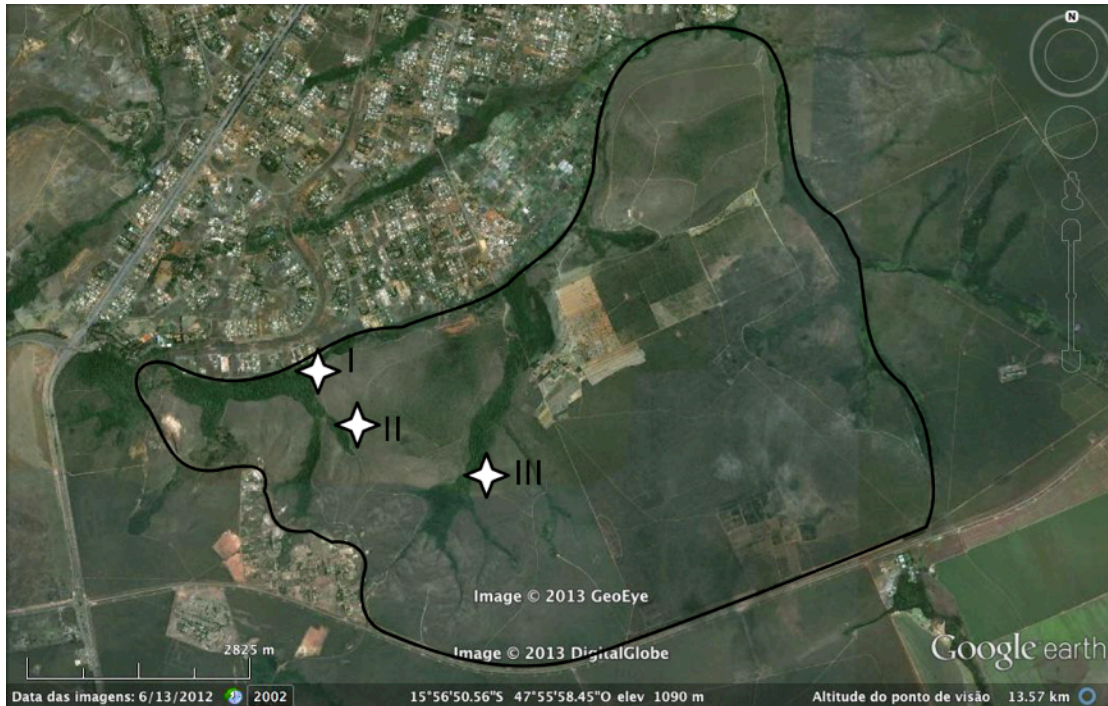 N
I
II
III
Image © 2013 GeoEye
Image © 2013 DigitalGlobe
Google earth
2825 m
Data das imagens: 6/13/2012 2002 15°56'50.56"S 47°55'58.45"O elev 1090 m Altitude do ponto de visão 13.57 km